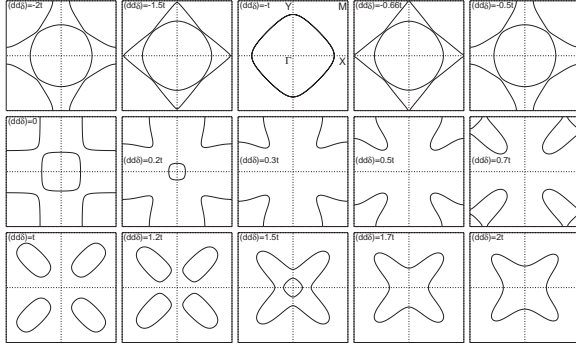 (ddδ)=-2t
(ddδ)=-1.5t
(ddδ)=-t
Y
M
Γ
X
(ddδ)=-0.66t
(ddδ)=-0.5t
(ddδ)=0
(ddδ)=0.2t
(ddδ)=0.3t
(ddδ)=0.5t
(ddδ)=0.7t
(ddδ)=t
(ddδ)=1.2t
(ddδ)=1.5t
(ddδ)=1.7t
(ddδ)=2t